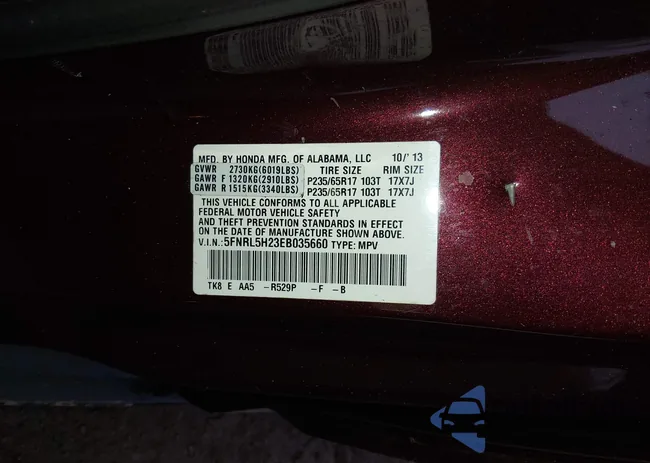 MFD. BY HONDA MFG. OF ALABAMA, LLC 10/'13
GVWR 2730KG(6019LBS) TIRE SIZE RIM SIZE
GAWR F 1320KG(2910LBS) P235/65R17 103T 17X7J
GAWR R 1515KG(3340LBS) P235/65R17 103T 17X7J
THIS VEHICLE CONFORMS TO ALL APPLICABLE
FEDERAL MOTOR VEHICLE SAFETY
AND THEFT PREVENTION STANDARDS IN EFFECT
ON THE DATE OF MANUFACTURE SHOWN ABOVE.
V.I.N.:5FNRL5H23EB035660 TYPE: MPV
TK8 E AA5 -R529P -F -B